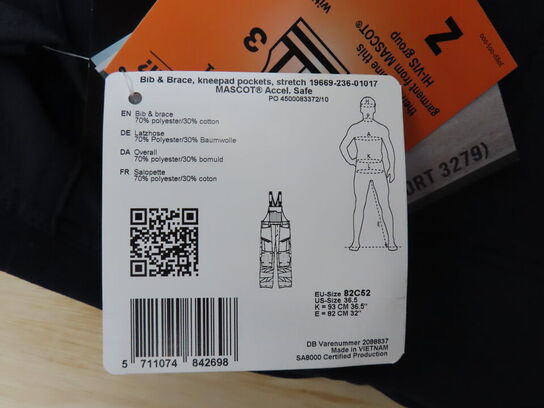 3
Z
garment from MASCOT®
Hi-VIS group
ORT 3279)
Bib & Brace, kneepad pockets, stretch 19669-236-01017
MASCOT® Accel. Safe
PO 4500083372/10
EN Bib & brace
70% polyester/30% cotton
DE Latzhose
70% Polyester/30% Baumwolle
DA Overall
70% polyester/30% bomuld
FR Salopette
70% polyester/30% coton
EU-Size 82C52
US-Size 36.5
K = 93 CM 36.5"
E = 82 CM 32"
DB Varenummer 2088837
Made in VIETNAM
SA8000 Certified Production
5 711074 842698